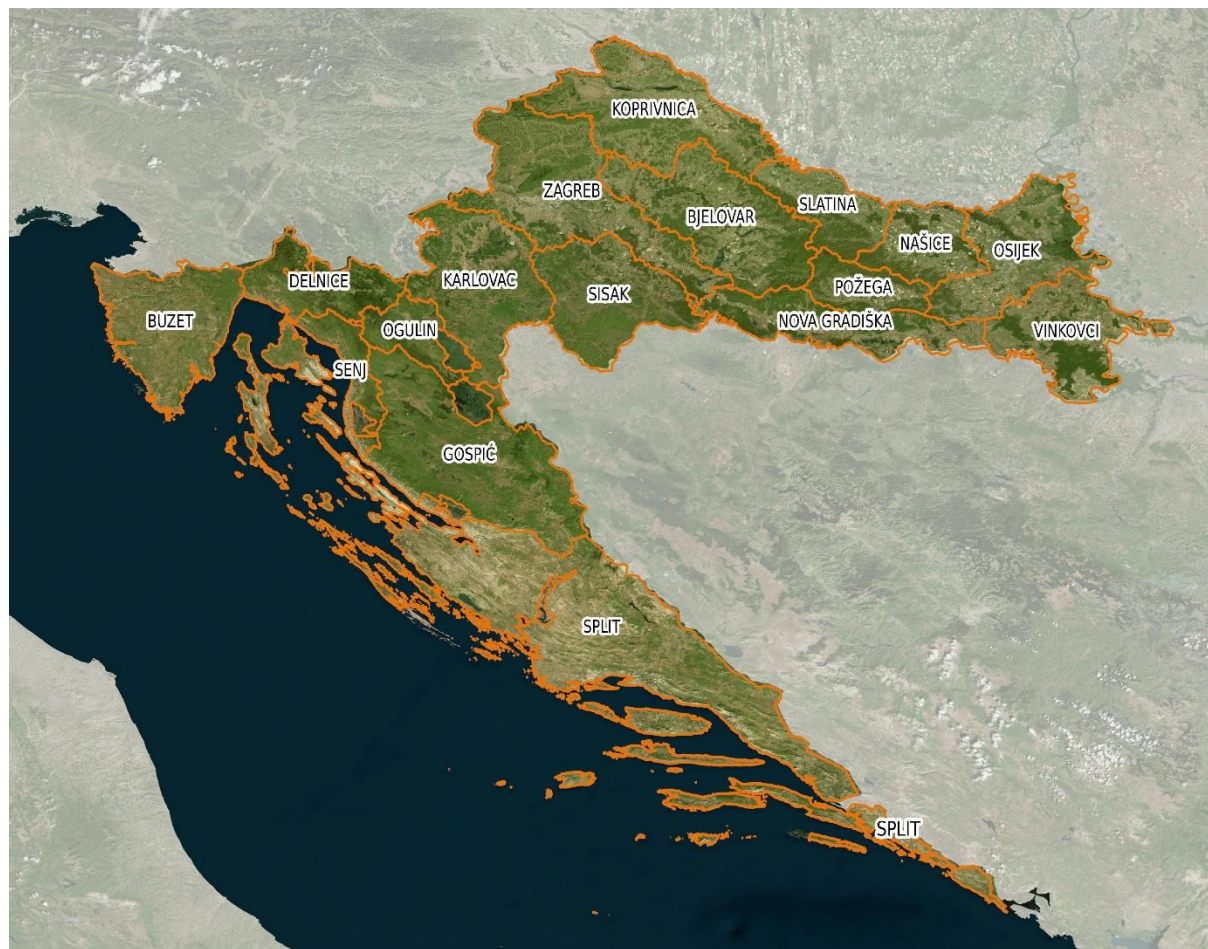 KOPRIVNICA
ZAGREB
SLATINA
BJELOVAR
NAŠICE
OSIJEK
DELNICE
KARLOVAC
SISAK
POŽEGA
BUZET
OGULIN
NOVA GRADIŠKA
VINKOVCI
SENJ
GOSPIĆ
SPLIT
SPLIT